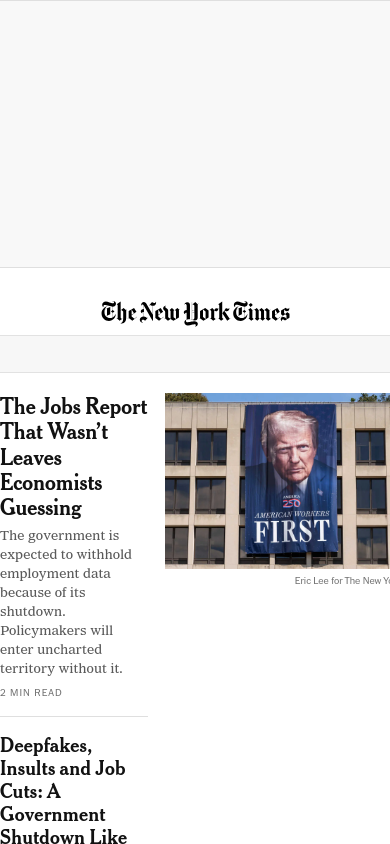 The New York Times
The Jobs Report
That Wasn’t
Leaves
Economists
Guessing
The government is
expected to withhold
employment data
because of its
shutdown.
Policymakers will
enter uncharted
territory without it.
2 MIN READ
AMERICA
250
AMERICAN WORKERS
FIRST
Eric Lee for The New Yo
Deepfakes,
Insults and Job
Cuts: A
Government
Shutdown Like